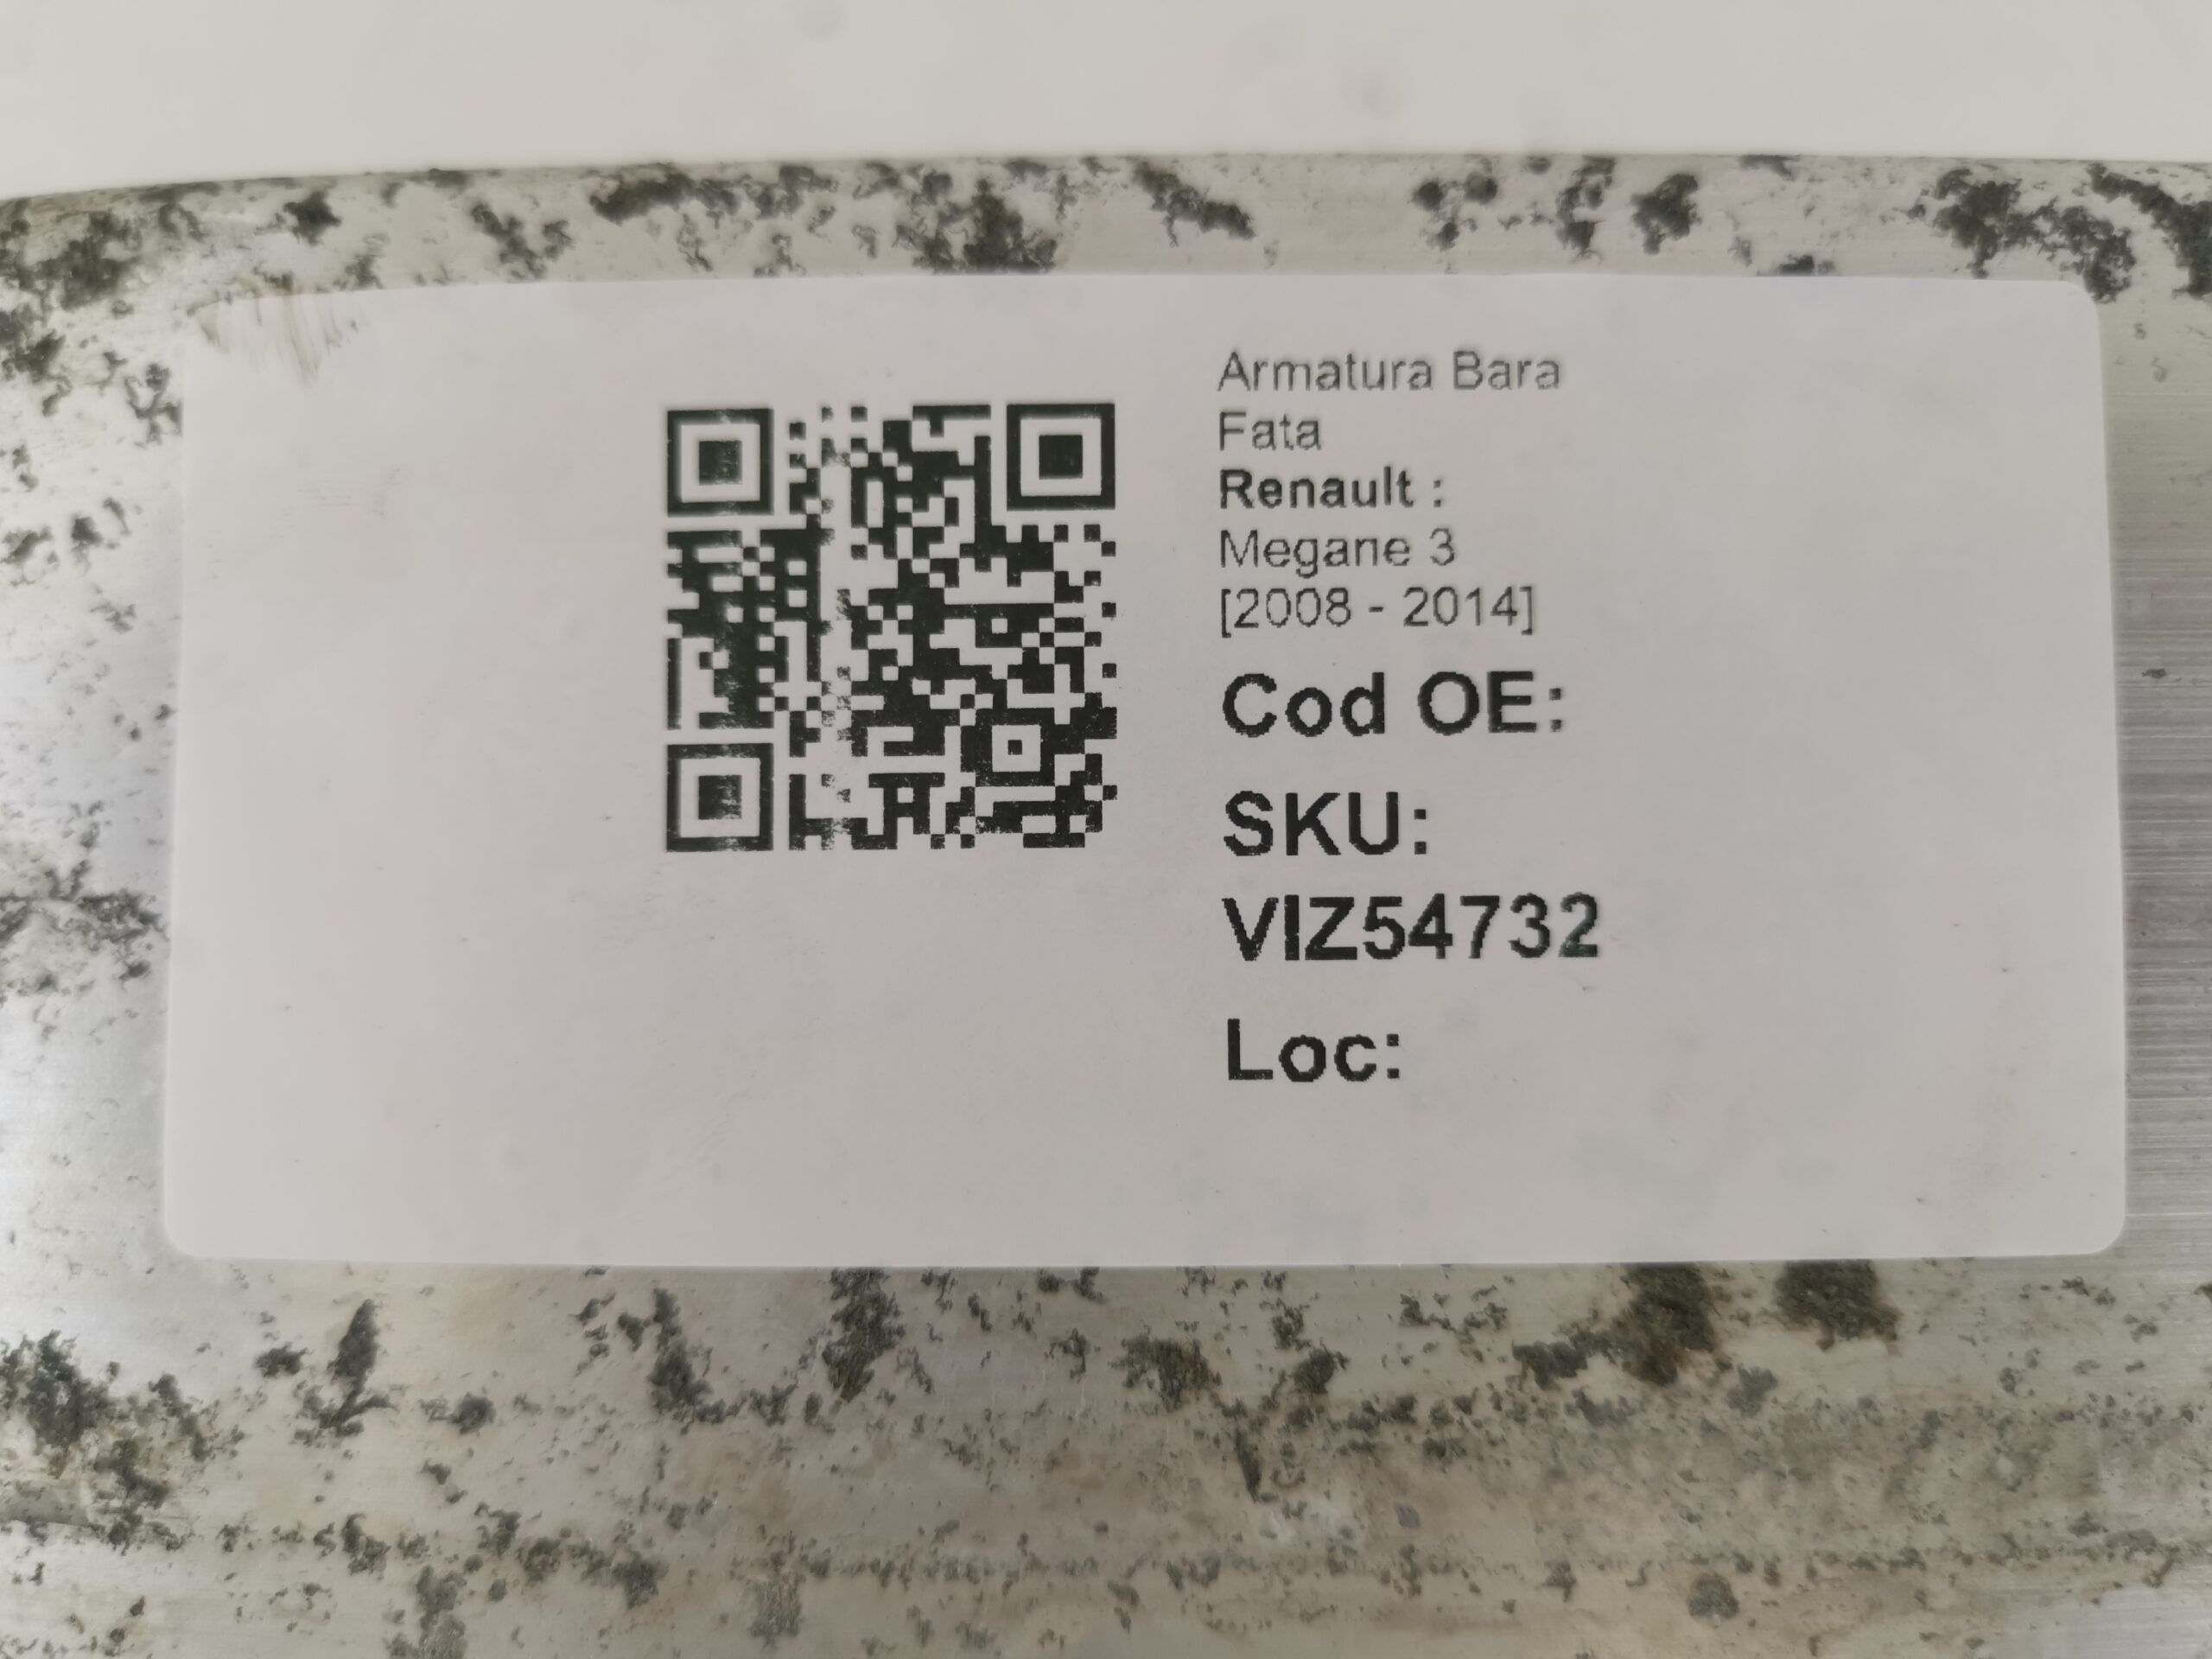 Armatura Bara
Fata
Renault :
Megane 3
[2008 - 2014]
Cod OE:
SKU:
VIZ54732
Loc: